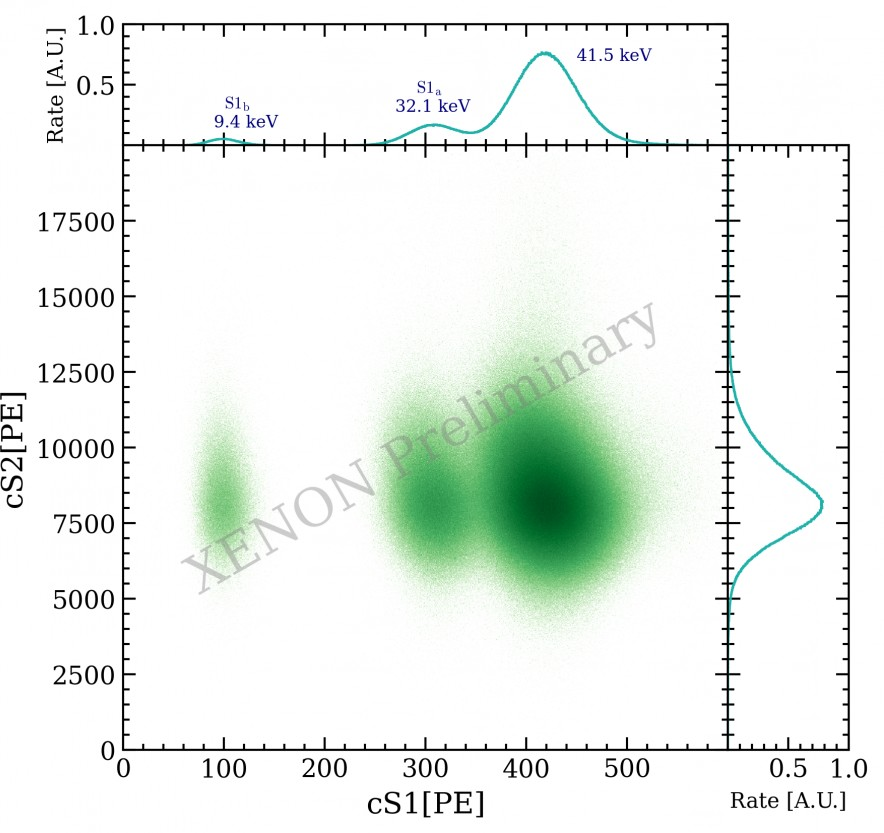 1.0
0.5
Rate [A.U.]
S1b
9.4 keV
S1a
32.1 keV
41.5 keV
17500
15000
12500
10000
7500
5000
2500
0
cS2[PE]
XENON Preliminary
0 100 200 300 400 500
cS1[PE]
0.5 1.0
Rate [A.U.]